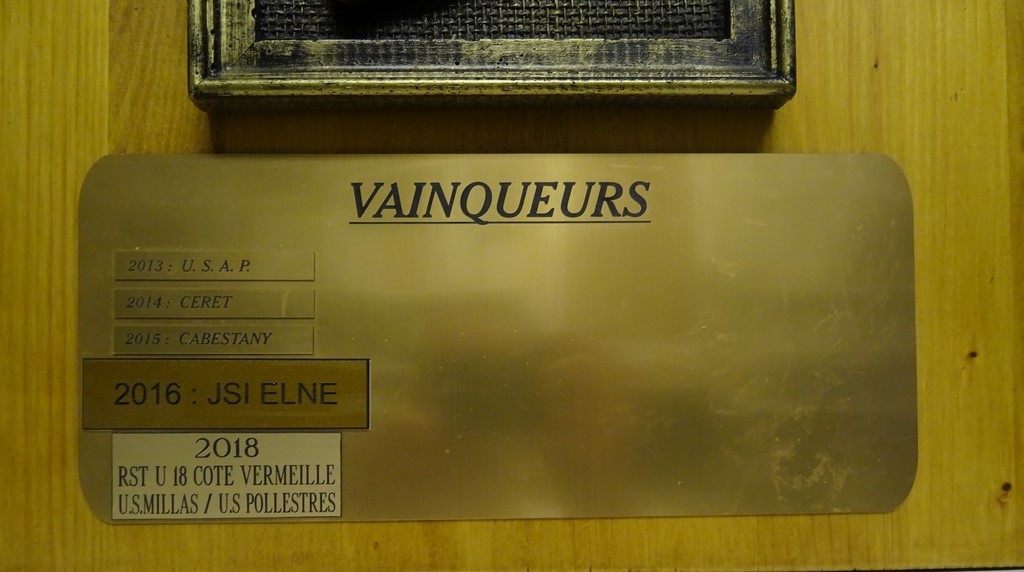 VAINQUEURS
2013 : U. S. A. P.
2014 : CERET
2015 : CABESTANY
2016 : JSI ELNE
2018
RST U 18 COTE VERMEILLE
U.S.MILLAS / U.S POLLESTRES